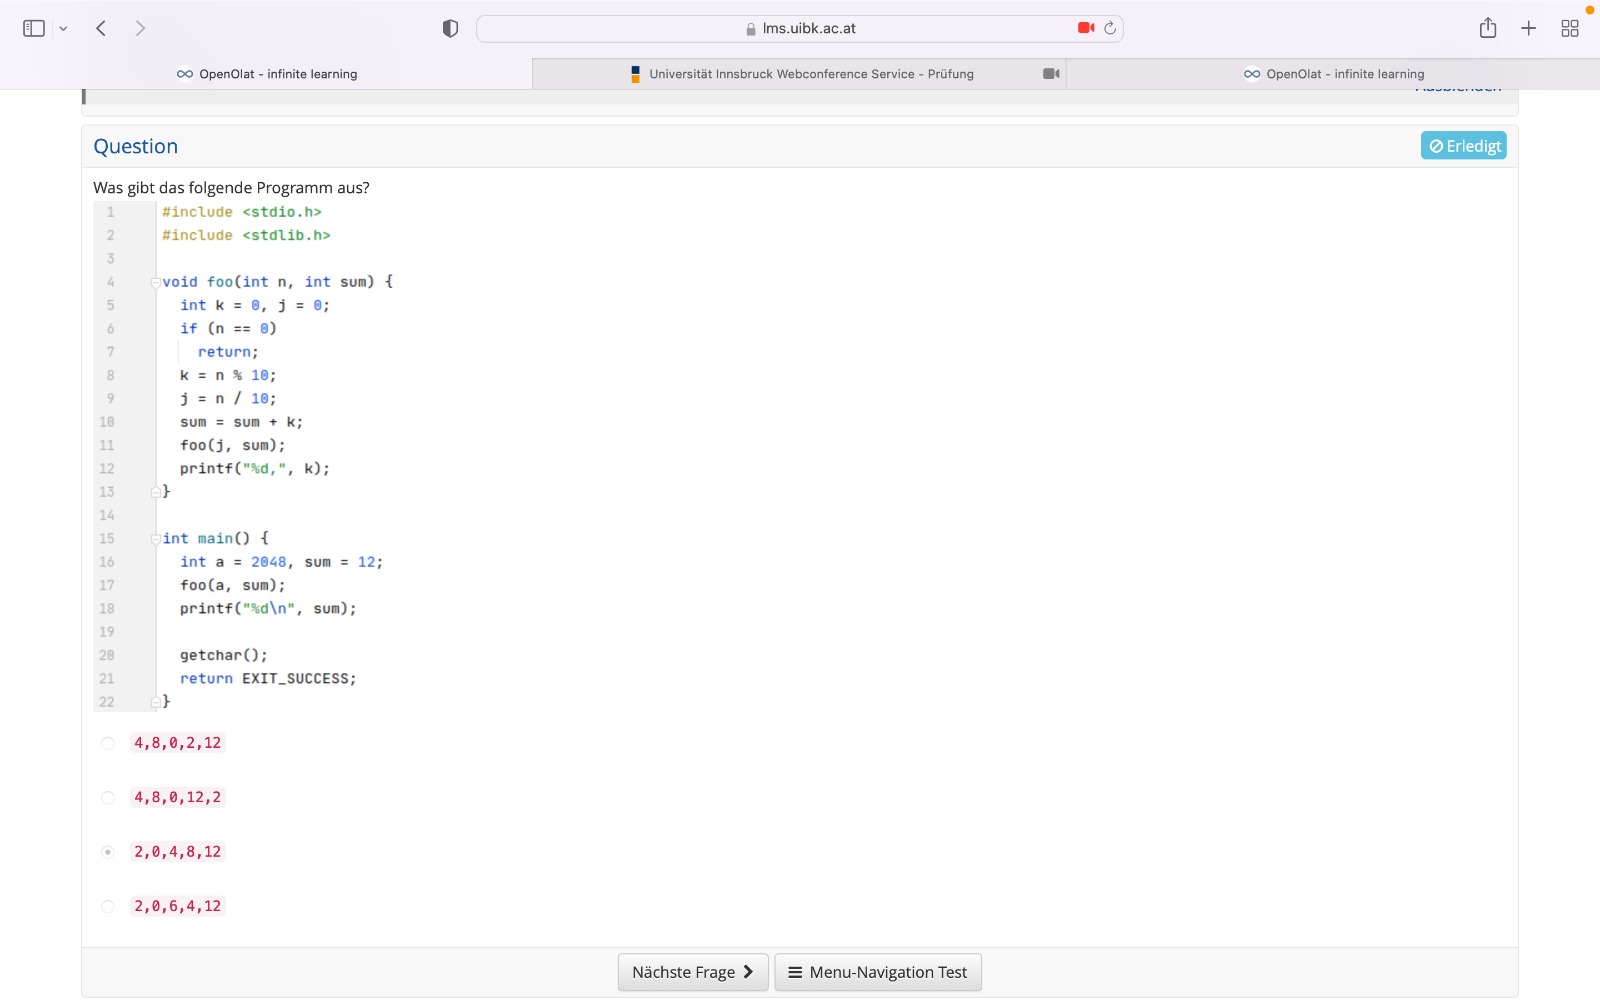 lms.uibk.ac.at
OpenOlat - infinite learning
Universität Innsbruck Webconference Service - Prüfung
OpenOlat - infinite learning
Ausblenden
Question
Erledigt
Was gibt das folgende Programm aus?
1 #include <stdio.h>
2 #include <stdlib.h>
3
4 void foo(int n, int sum) {
5 int k = 0, j = 0;
6 if (n == 0)
7 return;
8 k = n % 10;
9 j = n / 10;
10 sum = sum + k;
11 foo(j, sum);
12 printf("%d,", k);
13 }
14
15 int main() {
16 int a = 2048, sum = 12;
17 foo(a, sum);
18 printf("%d\n", sum);
19
20 getchar();
21 return EXIT_SUCCESS;
22 }
4,8,0,2,12
4,8,0,12,2
2,0,4,8,12
2,0,6,4,12
Nächste Frage
Menu-Navigation Test